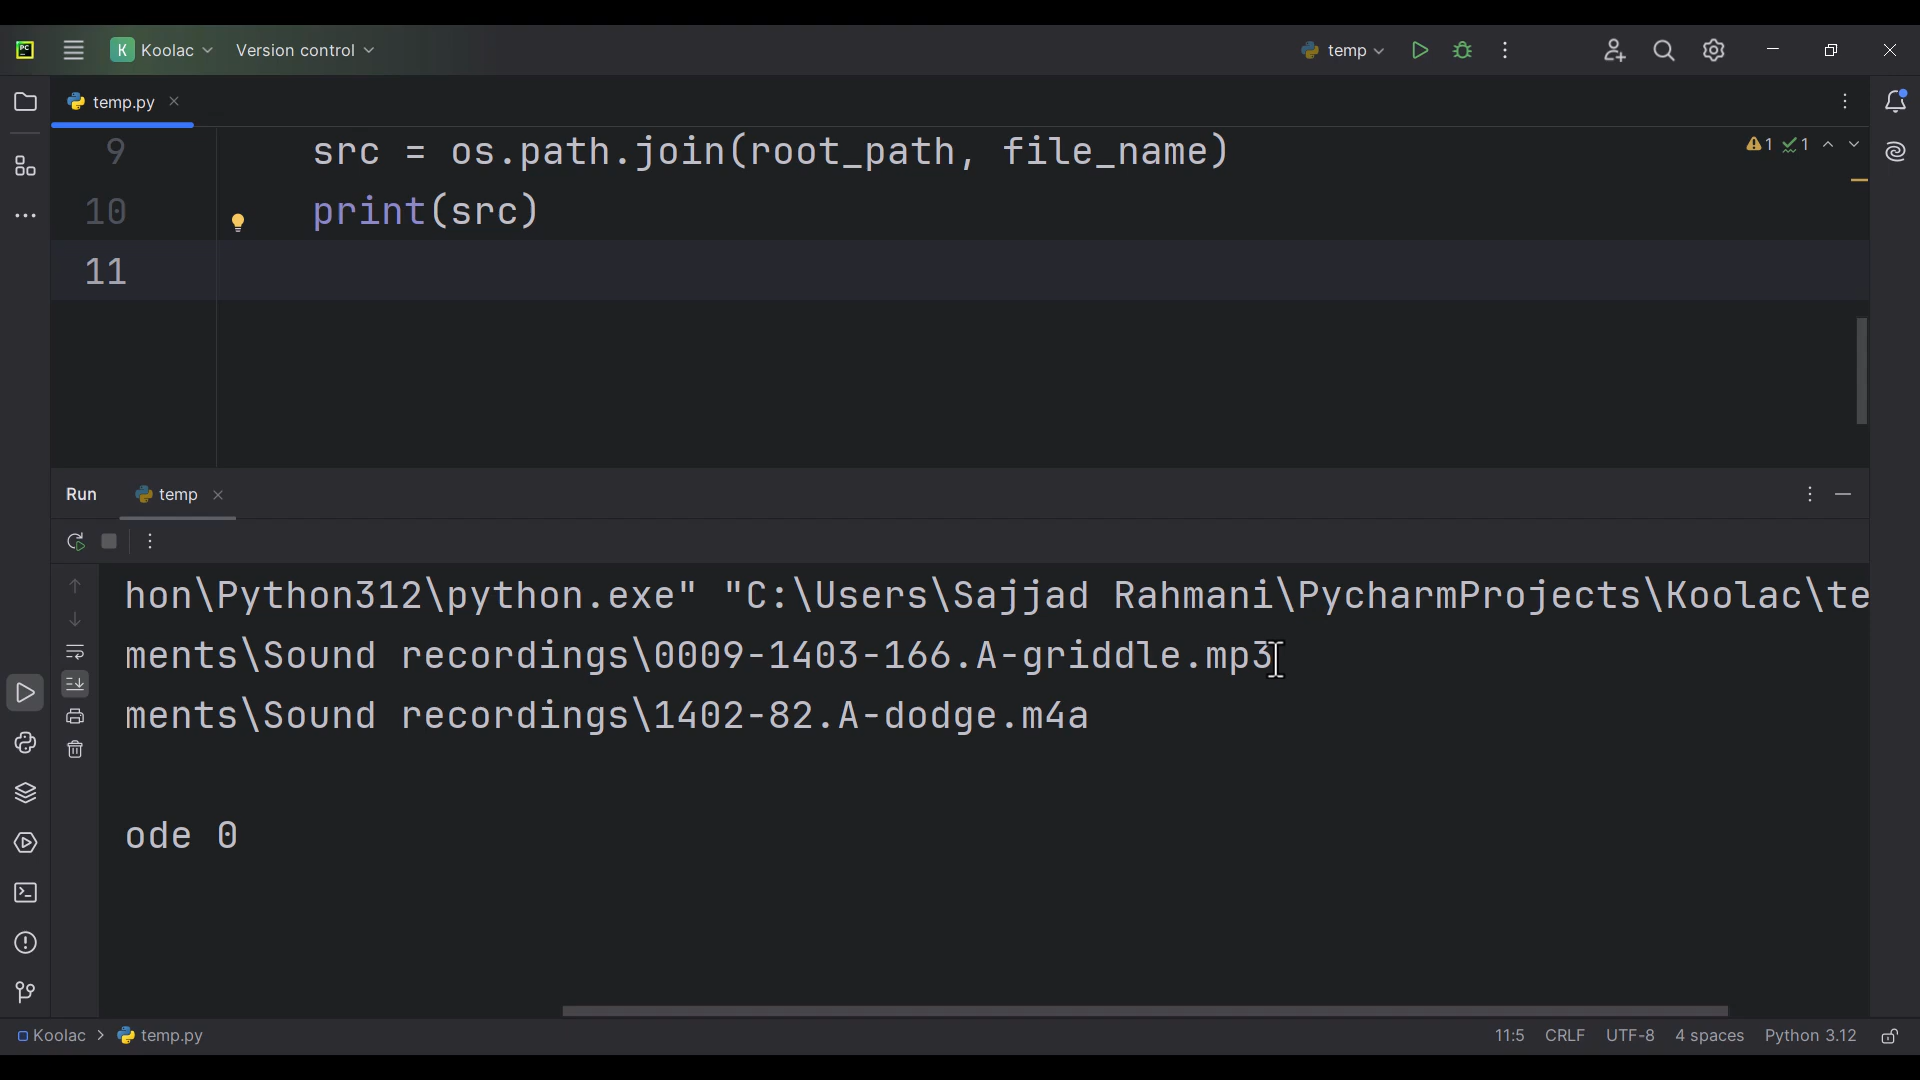 PC K Koolac Version control temp
temp.py
9 src = os.path.join(root_path, file_name) 1 1
10 print(src)
11
Run temp
hon\Python312\python.exe" "C:\Users\Sajjad Rahmani\PycharmProjects\Koolac\te
ments\Sound recordings\0009-1403-166.A-griddle.mp3
ments\Sound recordings\1402-82.A-dodge.m4a
ode 0
Koolac > temp.py 11:5 CRLF UTF-8 4 spaces Python 3.12